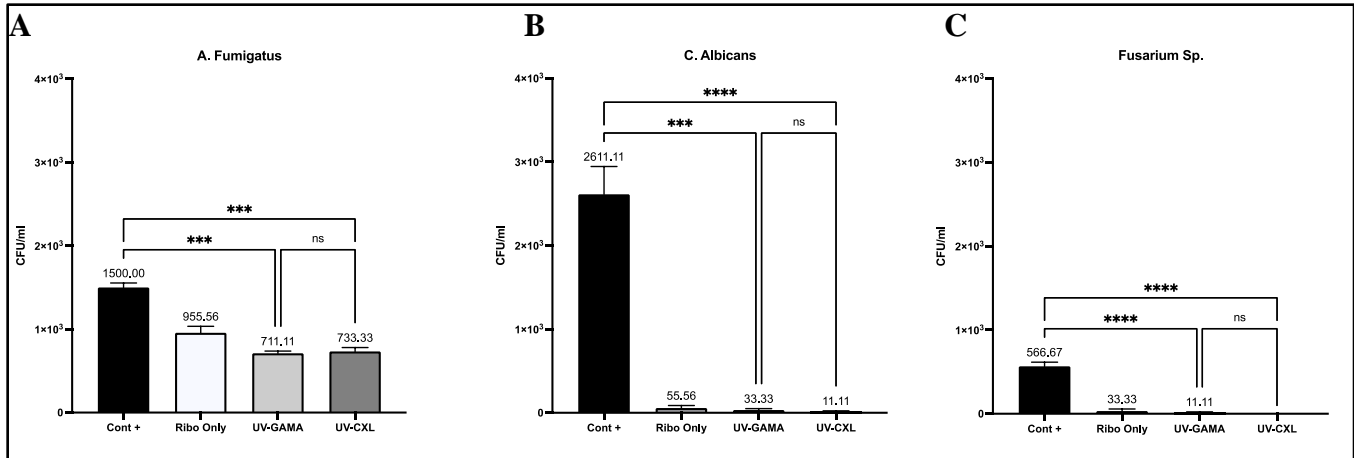 A
A. Fumigatus
4×10³
3×10³
2×10³
1×10³
0
CFU/ml
***
***
ns
1500.00
955.56
711.11
733.33
Cont +
Ribo Only
UV-GAMA
UV-CXL
B
C. Albicans
4×10³
3×10³
2×10³
1×10³
0
CFU/ml
****
***
ns
2611.11
55.56
33.33
11.11
Cont +
Ribo Only
UV-GAMA
UV-CXL
C
Fusarium Sp.
4×10³
3×10³
2×10³
1×10³
0
CFU/ml
****
****
ns
566.67
33.33
11.11
Cont +
Ribo Only
UV-GAMA
UV-CXL